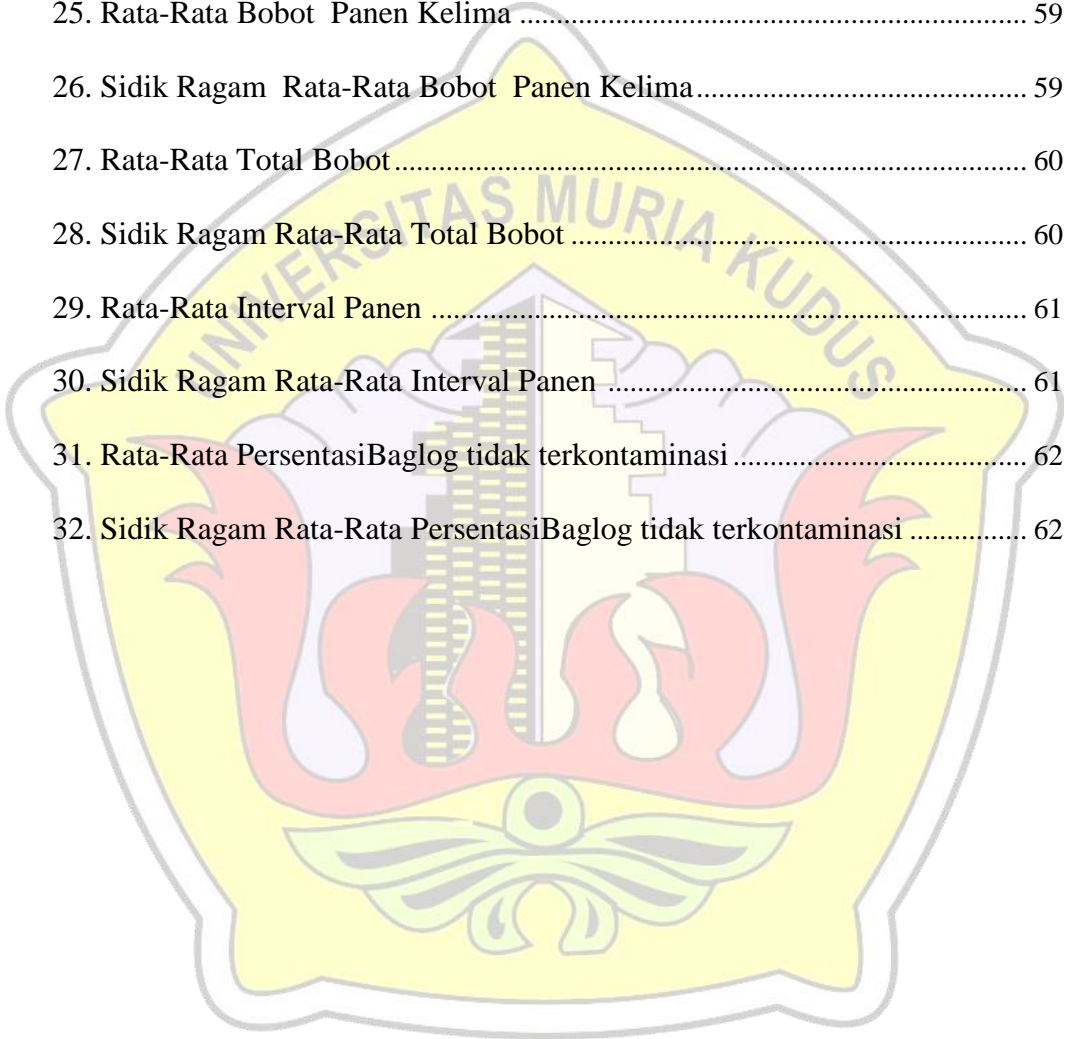 25. Rata-Rata Bobot  Panen Kelima ........................................................................ 59
26. Sidik Ragam  Rata-Rata Bobot  Panen Kelima............................................... 59
27. Rata-Rata Total Bobot......................................................................................... 60
28. Sidik Ragam Rata-Rata Total Bobot ................................................................. 60
29. Rata-Rata Interval Panen .................................................................................... 61
30. Sidik Ragam Rata-Rata Interval Panen ............................................................ 61
31. Rata-Rata PersentasiBaglog tidak terkontaminasi.......................................... 62
32. Sidik Ragam Rata-Rata PersentasiBaglog tidak terkontaminasi ................. 62
UNIVERSITAS MURIA KUDUS